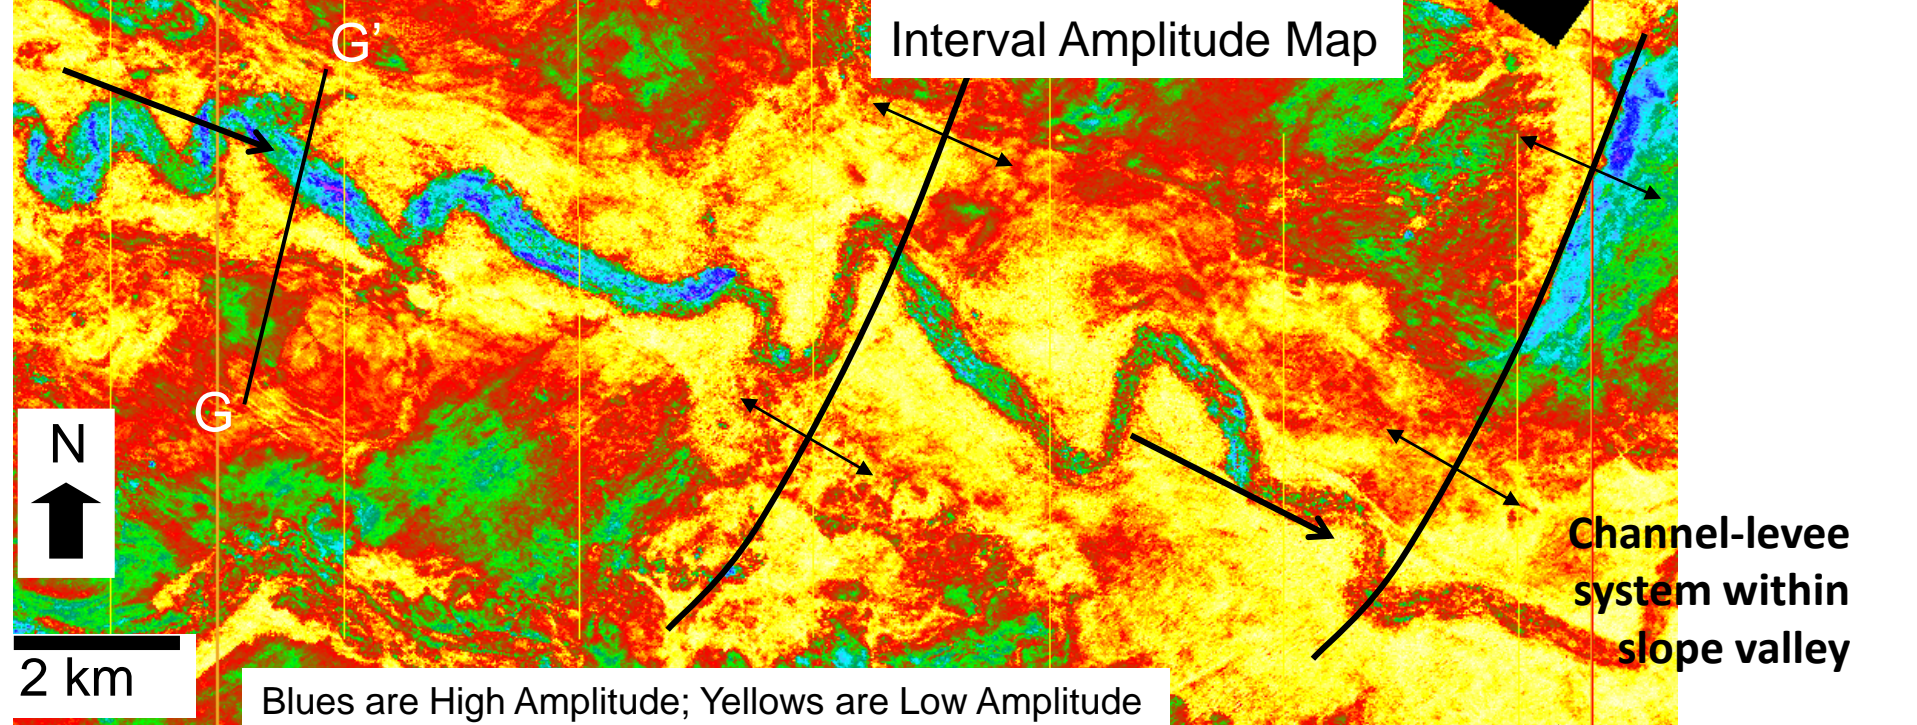 Interval Amplitude Map
G’
G
N
2 km
Blues are High Amplitude; Yellows are Low Amplitude
Channel-levee
system within
slope valley